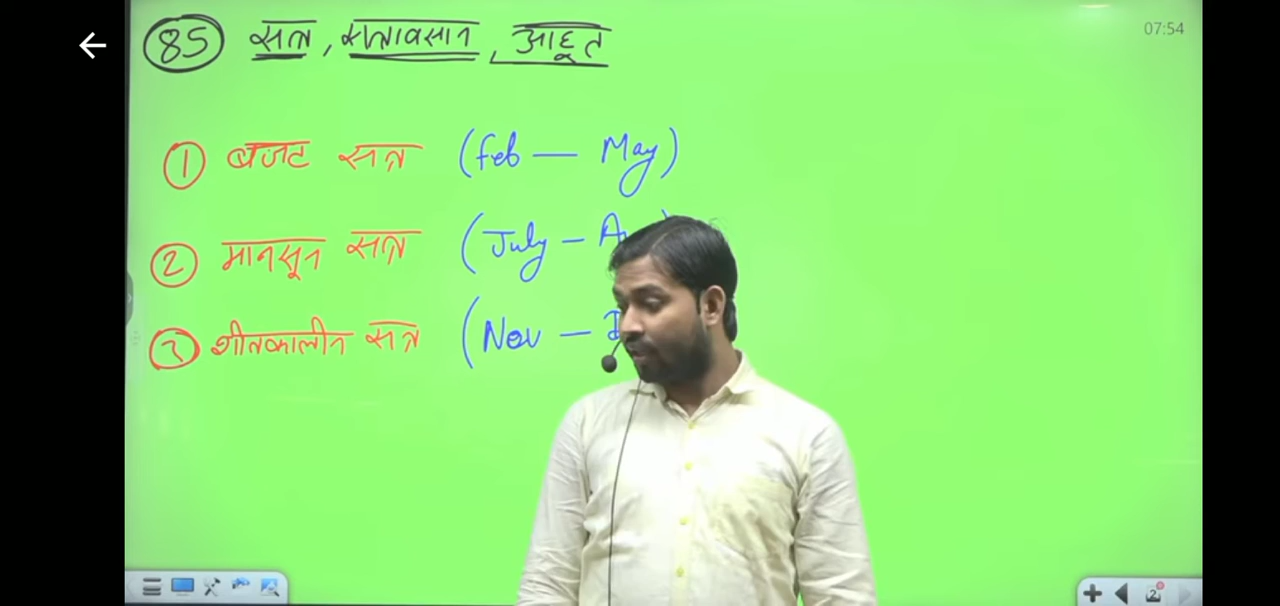 07:54
85 सत्र, सत्रावसान, आहूत
1 बजट सत्र (Feb — May)
2 मानसून सत्र (July —
3 शीतकालीन सत्र (Nov —
2